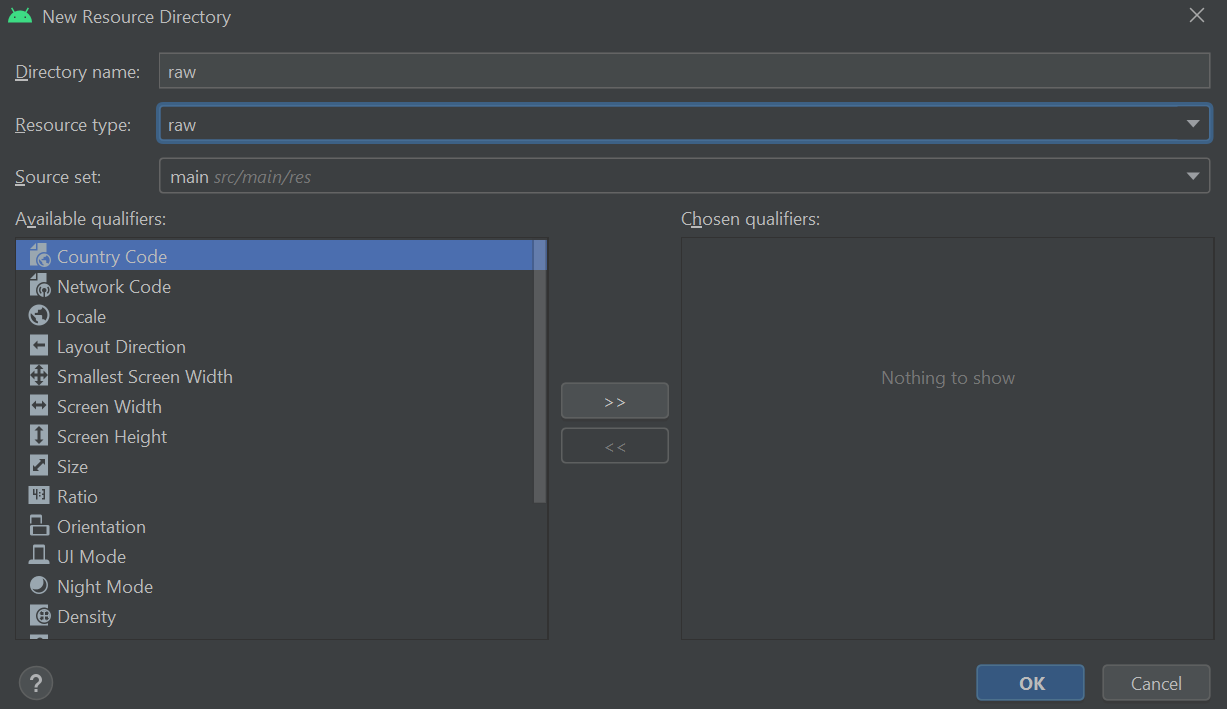 New Resource Directory
Directory name: raw
Resource type: raw
Source set: main src/main/res
Available qualifiers:
Country Code
Network Code
Locale
Layout Direction
Smallest Screen Width
Screen Width
Screen Height
Size
Ratio
Orientation
UI Mode
Night Mode
Density
>>
<<
Chosen qualifiers:
Nothing to show
?
OK
Cancel